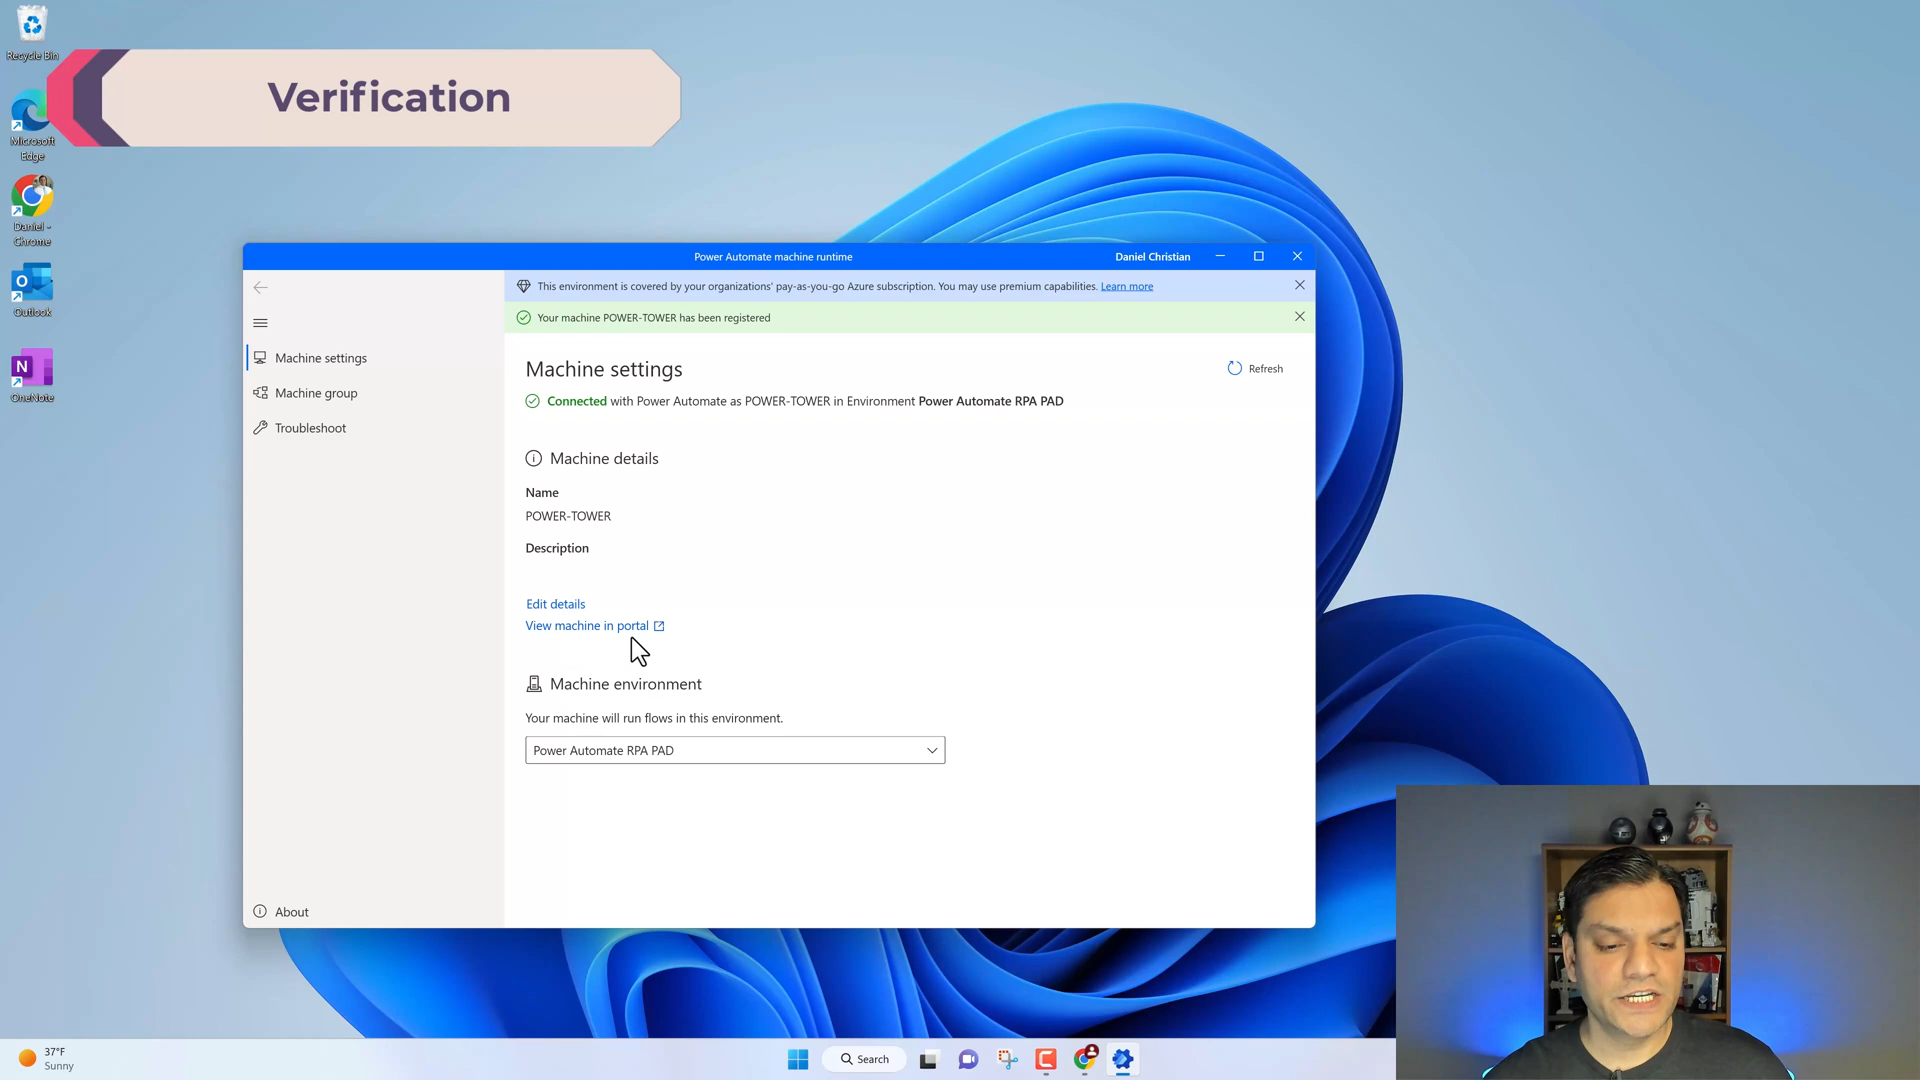 Recycle Bin
Verification
Microsoft
Edge
Daniel -
Chrome
Outlook
OneNote
Power Automate machine runtime
Daniel Christian
This environment is covered by your organizations' pay-as-you-go Azure subscription. You may use premium capabilities. Learn more
Your machine POWER-TOWER has been registered
Machine settings
Machine group
Troubleshoot
About
Machine settings
Refresh
Connected with Power Automate as POWER-TOWER in Environment Power Automate RPA PAD
Machine details
Name
POWER-TOWER
Description
Edit details
View machine in portal
Machine environment
Your machine will run flows in this environment.
Power Automate RPA PAD
37°F
Sunny
Search